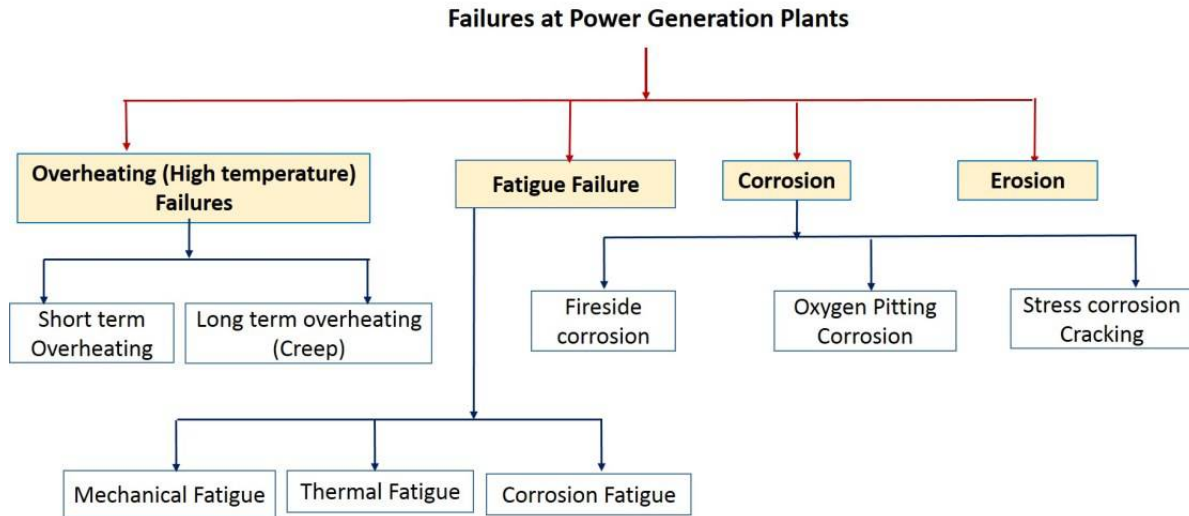 Failures at Power Generation Plants
Overheating (High temperature)
Failures
Fatigue Failure
Corrosion
Erosion
Short term
Overheating
Long term overheating
(Creep)
Fireside
corrosion
Oxygen Pitting
Corrosion
Stress corrosion
Cracking
Mechanical Fatigue
Thermal Fatigue
Corrosion Fatigue